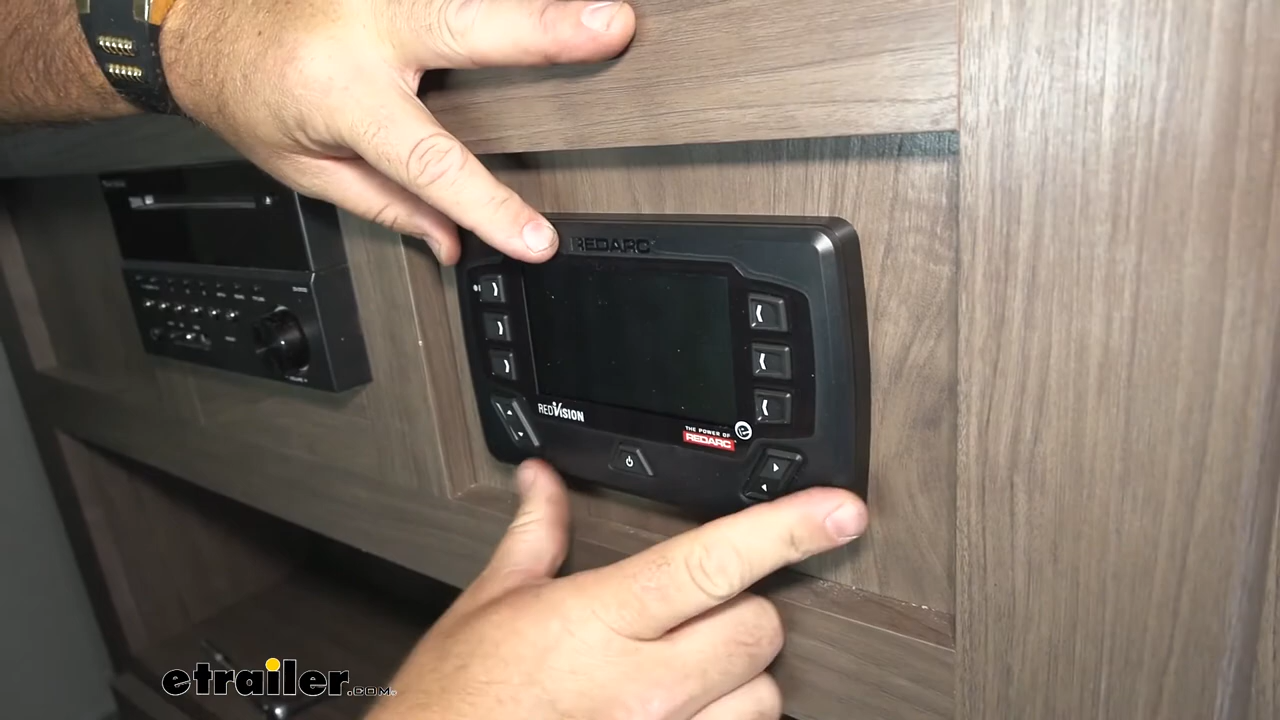 REDARC
REDVISION
THE POWER OF
REDARC
etrailer.COM